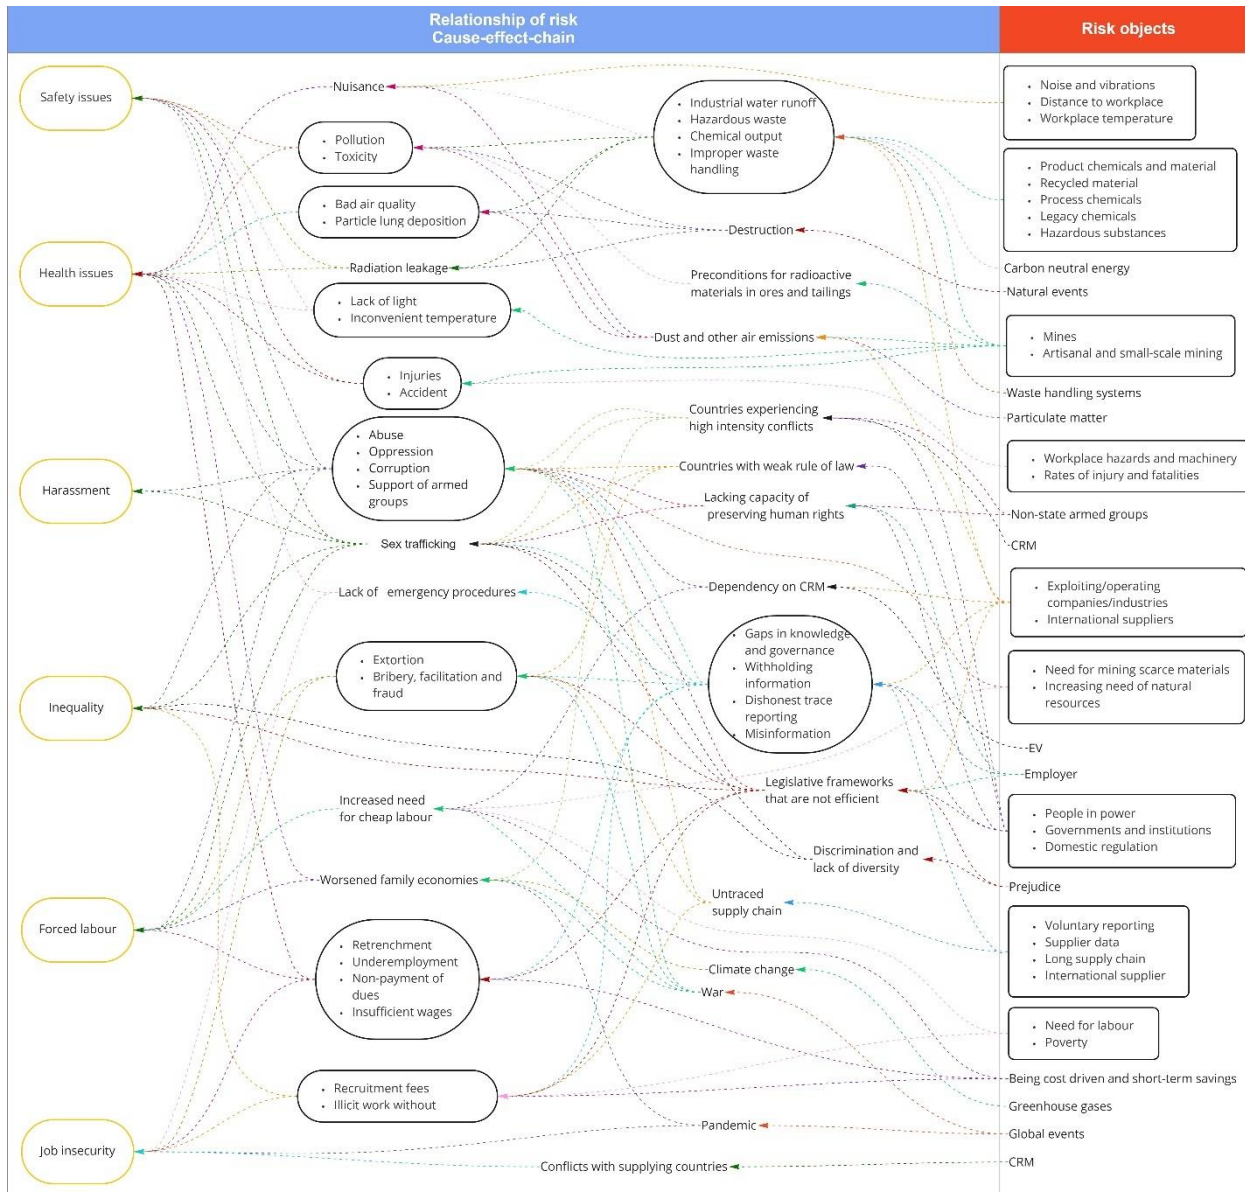 Relationship of risk
Cause-effect-chain
Risk objects
Safety issues
Health issues
Harassment
Inequality
Forced labour
Job insecurity
Nuisance
Pollution
Toxicity
Bad air quality
Particle lung deposition
Radiation leakage
Lack of light
Inconvenient temperature
Injuries
Accident
Abuse
Oppression
Corruption
Support of armed
groups
Sex trafficking
Lack of emergency procedures
Extortion
Bribery, facilitation and
fraud
Increased need
for cheap labour
Worsened family economies
Retrenchment
Underemployment
Non-payment of
dues
Insufficient wages
Recruitment fees
Illicit work without
Industrial water runoff
Hazardous waste
Chemical output
Improper waste
handling
Destruction
Preconditions for radioactive
materials in ores and tailings
Dust and other air emissions
Countries experiencing
high intensity conflicts
Countries with weak rule of law
Lacking capacity of
preserving human rights
Dependency on CRM
Gaps in knowledge
and governance
Withholding
information
Dishonest trace
reporting
Misinformation
Legislative frameworks
that are not efficient
Discrimination and
lack of diversity
Untraced
supply chain
Climate change
War
Pandemic
Conflicts with supplying countries
Noise and vibrations
Distance to workplace
Workplace temperature
Product chemicals and material
Recycled material
Process chemicals
Legacy chemicals
Hazardous substances
Carbon neutral energy
Natural events
Mines
Artisanal and small-scale mining
Waste handling systems
Particulate matter
Workplace hazards and machinery
Rates of injury and fatalities
Non-state armed groups
CRM
Exploiting/operating
companies/industries
International suppliers
Need for mining scarce materials
Increasing need of natural
resources
EV
Employer
People in power
Governments and institutions
Domestic regulation
Prejudice
Voluntary reporting
Supplier data
Long supply chain
International supplier
Need for labour
Poverty
Being cost driven and short-term savings
Greenhouse gases
Global events
CRM